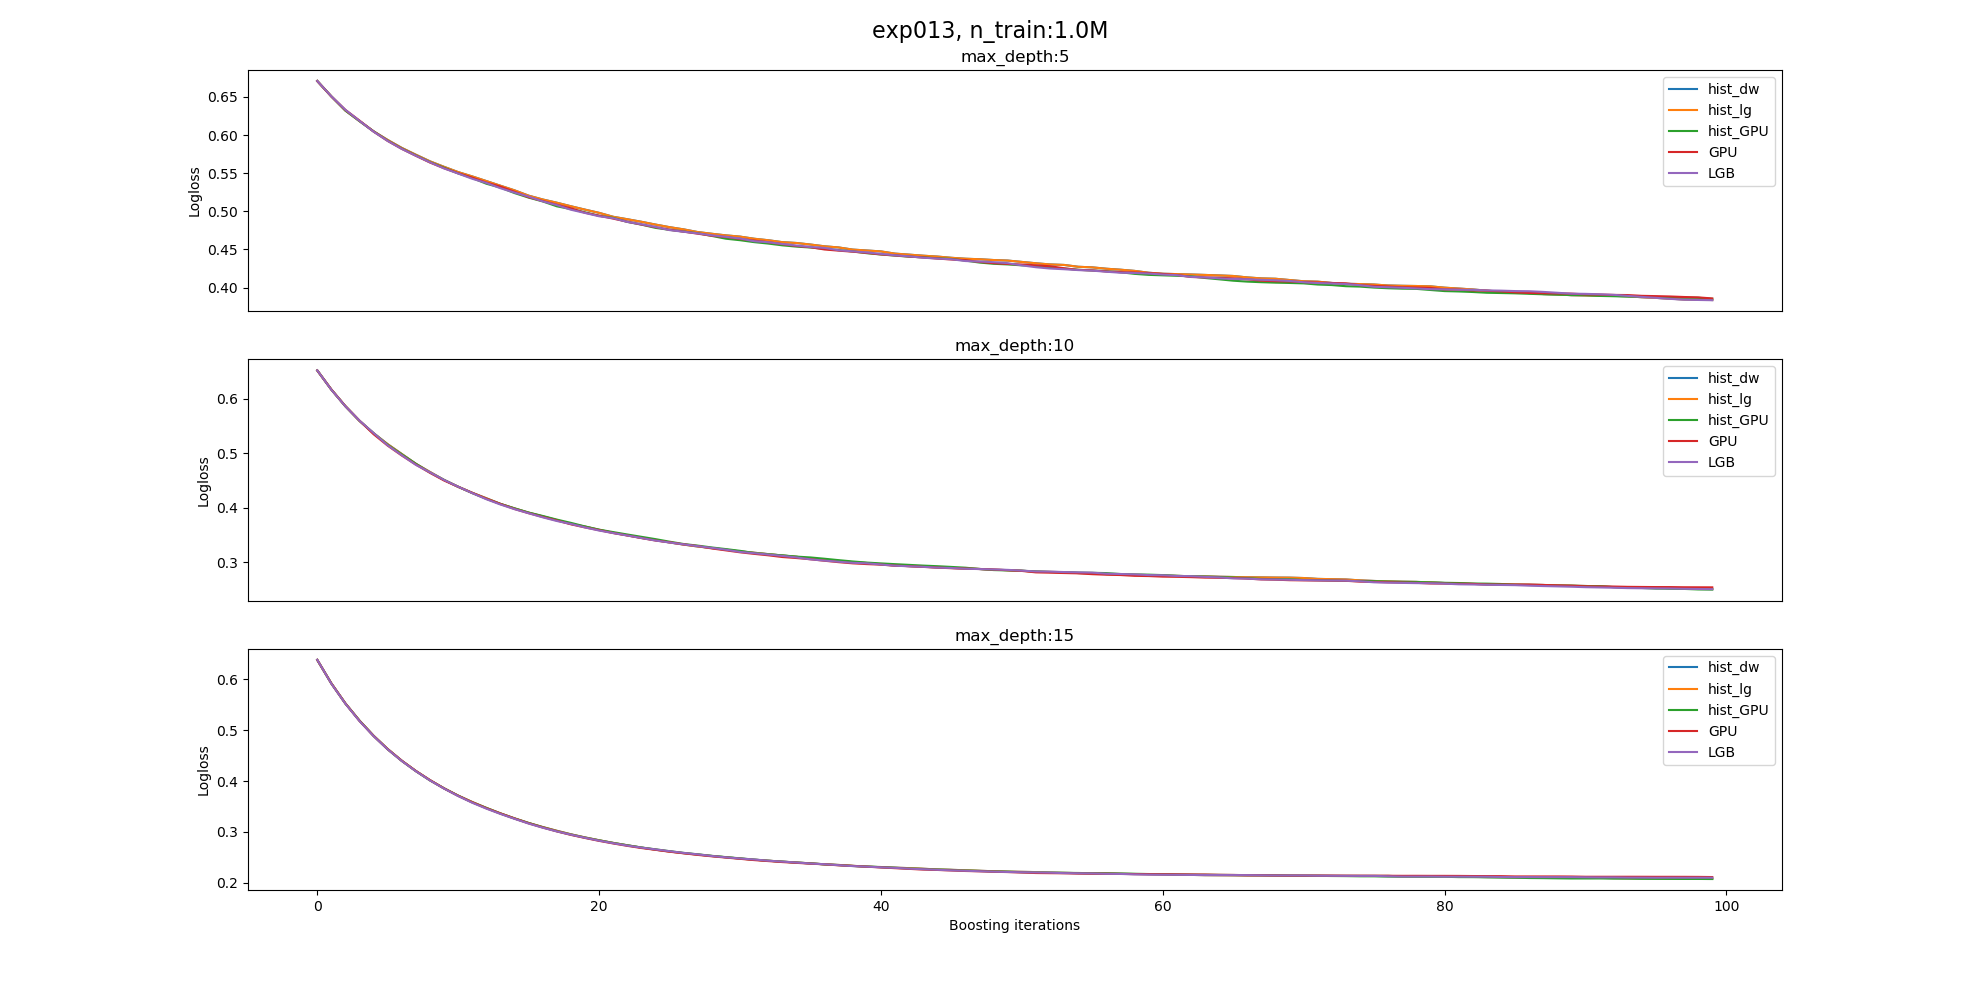 exp013, n_train:1.0M
max_depth:5
Logloss
0.65
0.60
0.55
0.50
0.45
0.40
hist_dw
hist_lg
hist_GPU
GPU
LGB
max_depth:10
Logloss
0.6
0.5
0.4
0.3
hist_dw
hist_lg
hist_GPU
GPU
LGB
max_depth:15
Logloss
0.6
0.5
0.4
0.3
0.2
hist_dw
hist_lg
hist_GPU
GPU
LGB
0 20 40 60 80 100
Boosting iterations